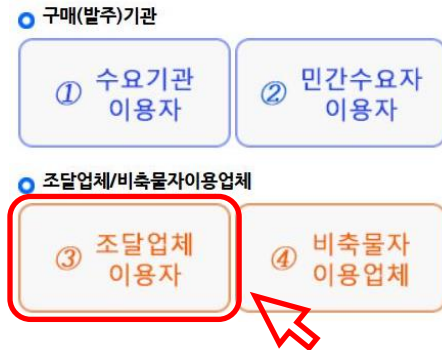 구매(발주)기관
① 수요기관
이용자
② 민간수요자
이용자
조달업체/비축물자이용업체
③ 조달업체
이용자
④ 비축물자
이용업체